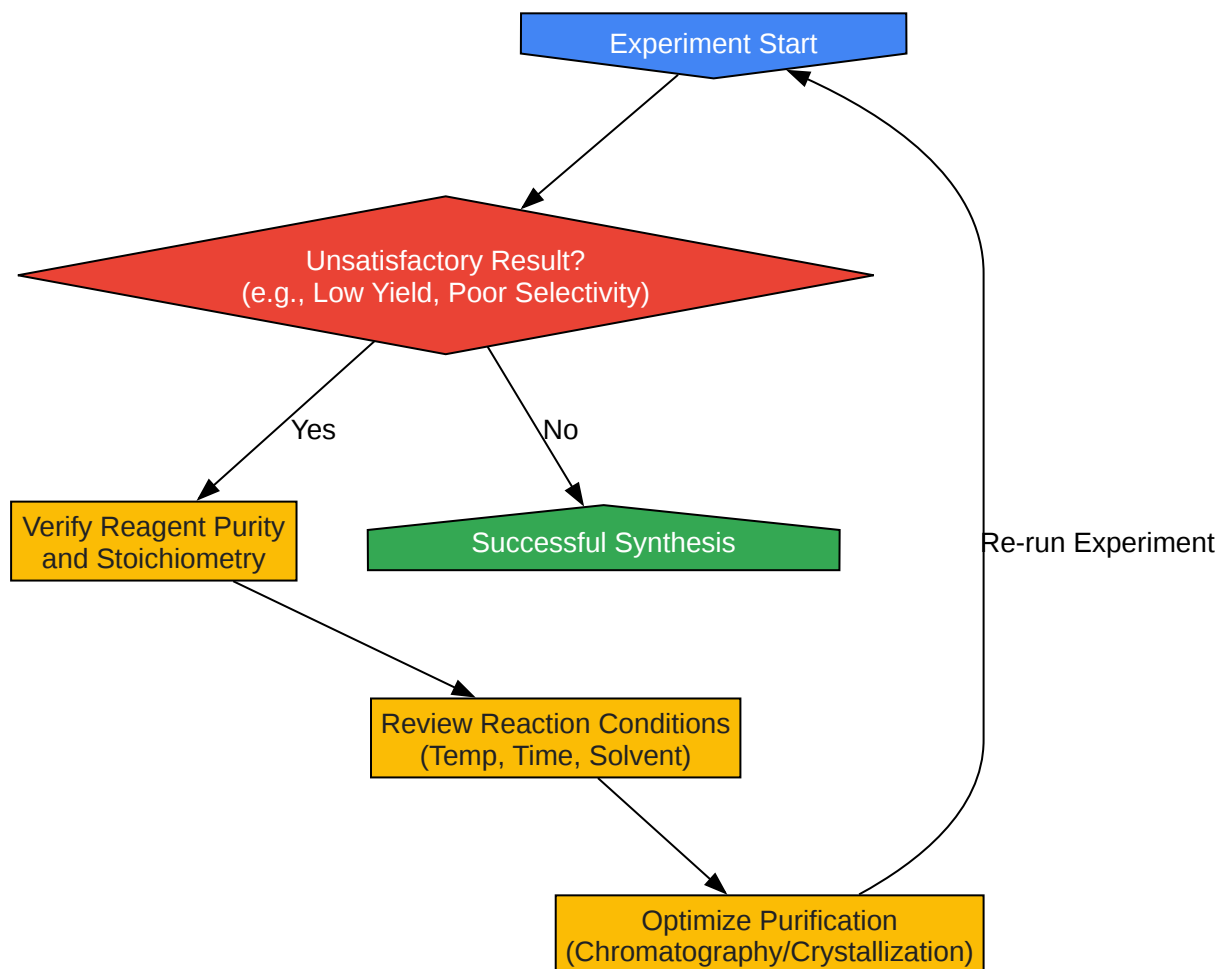 Experiment Start
Unsatisfactory Result?
(e.g., Low Yield, Poor Selectivity)
Yes
No
Verify Reagent Purity
and Stoichiometry
Successful Synthesis
Re-run Experiment
Review Reaction Conditions
(Temp, Time, Solvent)
Optimize Purification
(Chromatography/Crystallization)